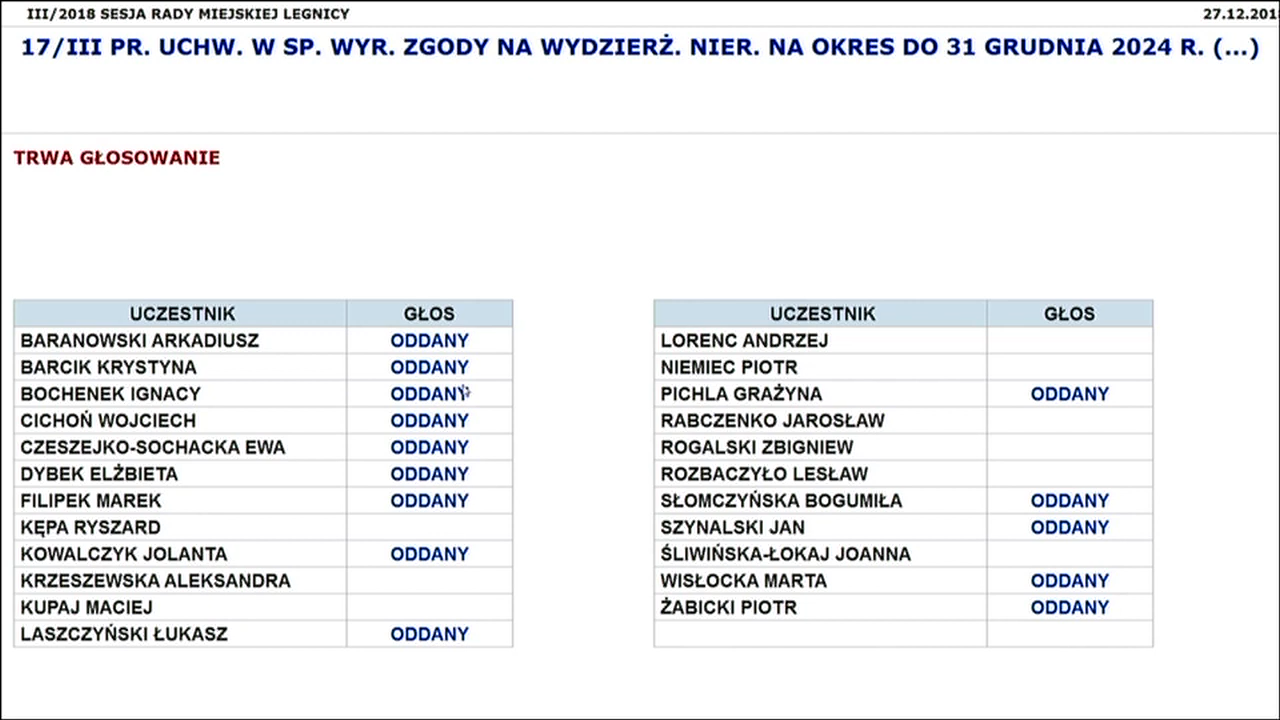 III/2018 SESJA RADY MIEJSKIEJ LEGNICY 27.12.201
17/III PR. UCHW. W SP. WYR. ZGODY NA WYDZIERŻ. NIER. NA OKRES DO 31 GRUDNIA 2024 R. (...)
TRWA GŁOSOWANIE
UCZESTNIK GŁOS
BARANOWSKI ARKADIUSZ ODDANY
BARCIK KRYSTYNA ODDANY
BOCHENEK IGNACY ODDANY
CICHOŃ WOJCIECH ODDANY
CZESZEJKO-SOCHACKA EWA ODDANY
DYBEK ELŻBIETA ODDANY
FILIPEK MAREK ODDANY
KĘPA RYSZARD
KOWALCZYK JOLANTA ODDANY
KRZESZEWSKA ALEKSANDRA
KUPAJ MACIEJ
LASZCZYŃSKI ŁUKASZ ODDANY
UCZESTNIK GŁOS
LORENC ANDRZEJ
NIEMIEC PIOTR
PICHLA GRAŻYNA ODDANY
RABCZENKO JAROSŁAW
ROGALSKI ZBIGNIEW
ROZBACZYŁO LESŁAW
SŁOMCZYŃSKA BOGUMIŁA ODDANY
SZYNALSKI JAN ODDANY
ŚLIWIŃSKA-ŁOKAJ JOANNA
WISŁOCKA MARTA ODDANY
ŻABICKI PIOTR ODDANY